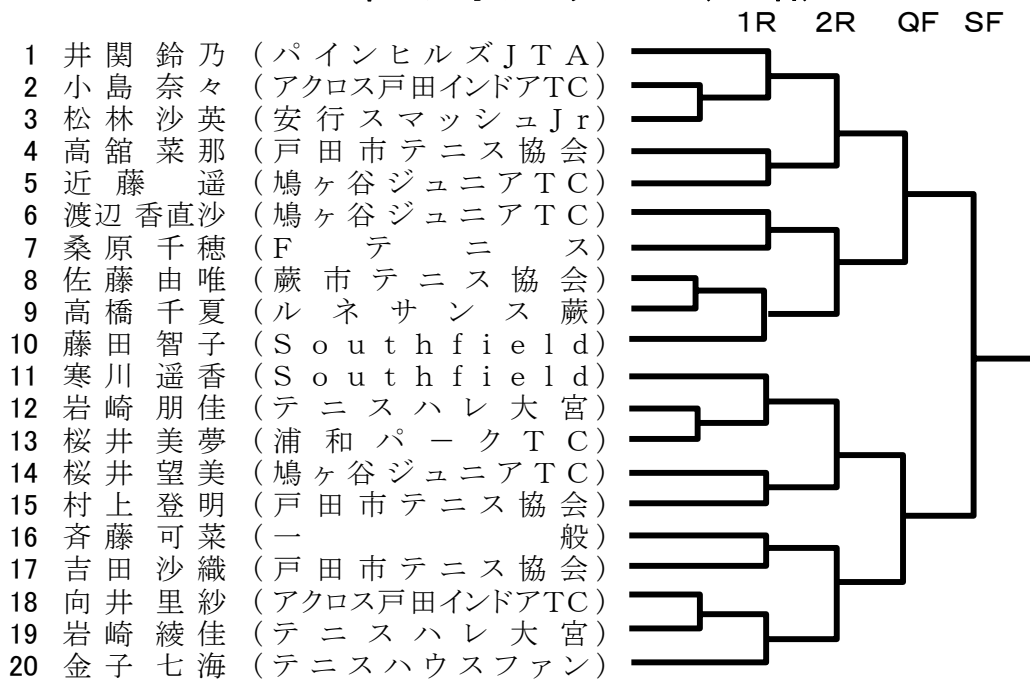 1R 2R QF SF
1 井関 鈴乃 (パインヒルズJTA)
2 小島 奈々 (アクロス戸田インドアTC)
3 松林 沙英 (安行スマッシュJr)
4 高舘 菜那 (戸田市テニス協会)
5 近藤 遥 (鳩ヶ谷ジュニアTC)
6 渡辺 香直沙 (鳩ヶ谷ジュニアTC)
7 桑原 千穂 (Fテニス)
8 佐藤 由唯 (蕨市テニス協会)
9 高橋 千夏 (ルネサンス蕨)
10 藤田 智子 (Southfield)
11 寒川 遥香 (Southfield)
12 岩崎 朋佳 (テニスハレ大宮)
13 桜井 美夢 (浦和パークTC)
14 桜井 望美 (鳩ヶ谷ジュニアTC)
15 村上 登明 (戸田市テニス協会)
16 斉藤 可菜 (一般)
17 吉田 沙織 (戸田市テニス協会)
18 向井 里紗 (アクロス戸田インドアTC)
19 岩崎 綾佳 (テニスハレ大宮)
20 金子 七海 (テニスハウスファン)